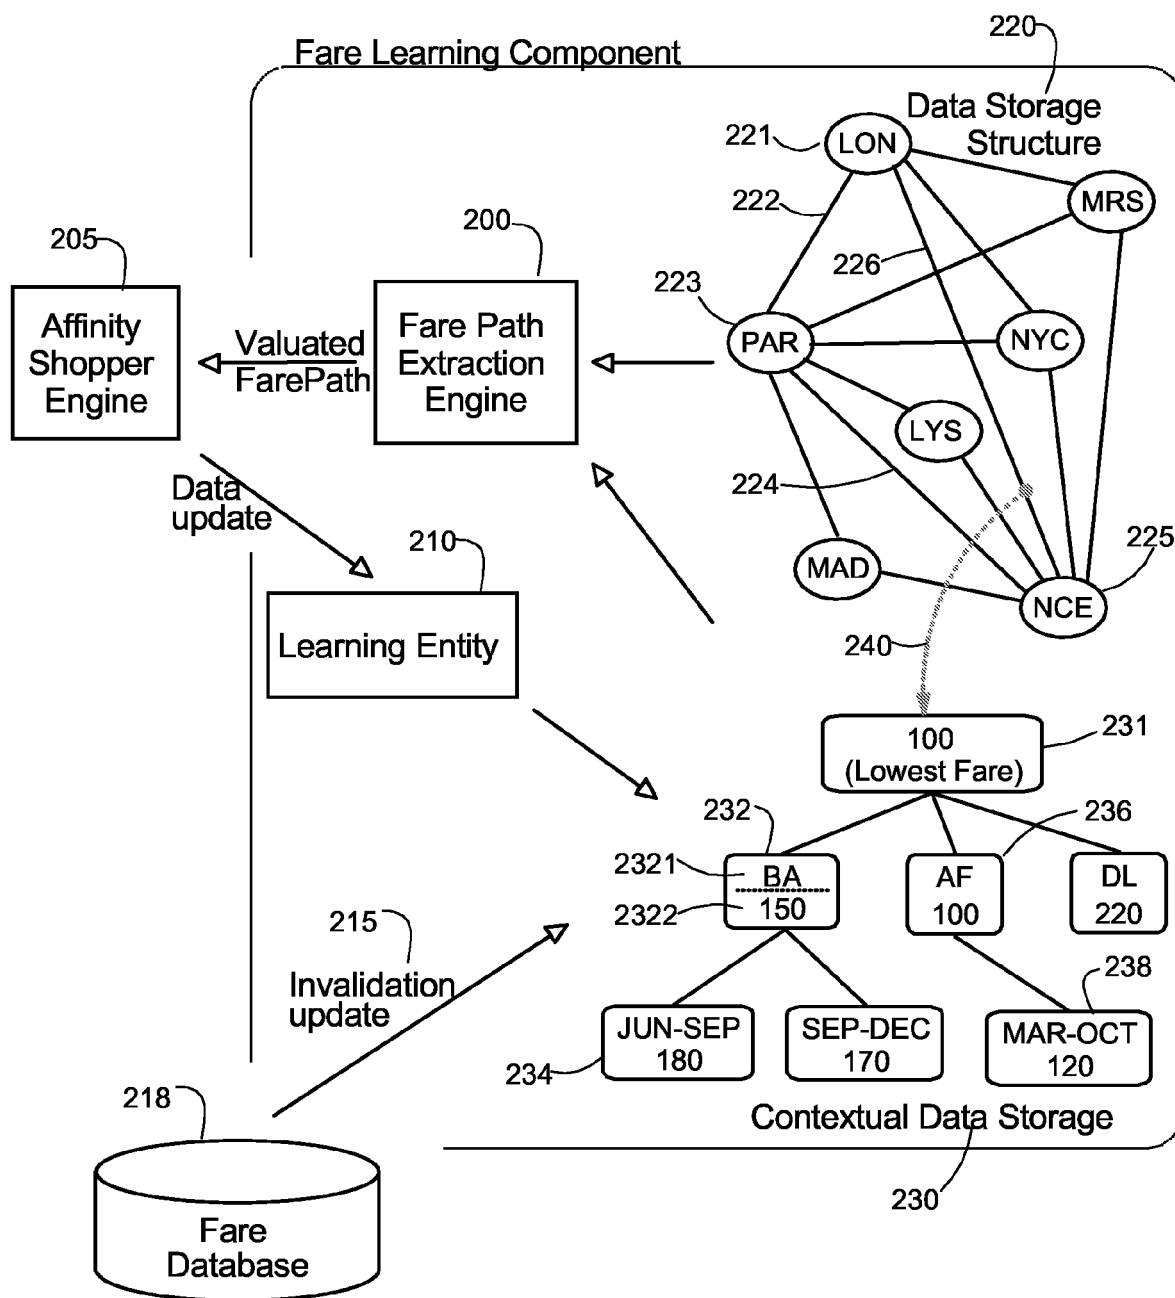 220
Fare Learning Component
Data Storage
Structure
221
LON
MRS
222
200
205
226
223
Affinity
Shopper
Engine
Valuated
FarePath
Fare Path
Extraction
Engine
PAR
NYC
LYS
224
Data
update
210
225
MAD
NCE
Learning Entity
240
231
100
(Lowest Fare)
232
236
2321
BA
AF
DL
2322
150
100
220
215
238
Invalidation
update
JUN-SEP
180
SEP-DEC
170
MAR-OCT
120
234
218
Contextual Data Storage
230
Fare
Database